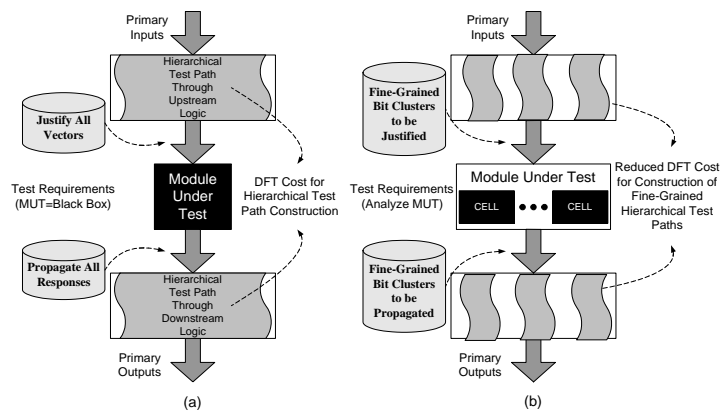 Primary
Inputs
Hierarchical
Test Path
Through
Upstream
Logic
Justify All
Vectors
Test Requirements
(MUT=Black Box)
Module
Under
Test
DFT Cost for
Hierarchical Test
Path Construction
Propagate All
Responses
Hierarchical
Test Path
Through
Downstream
Logic
Primary
Outputs
(a)
Primary
Inputs
Fine-Grained
Bit Clusters
to be
Justified
Test Requirements
(Analyze MUT)
Module Under Test
CELL
CELL
Reduced DFT Cost
for Construction of
Fine-Grained
Hierarchical Test
Paths
Fine-Grained
Bit Clusters
to be
Propagated
Primary
Outputs
(b)